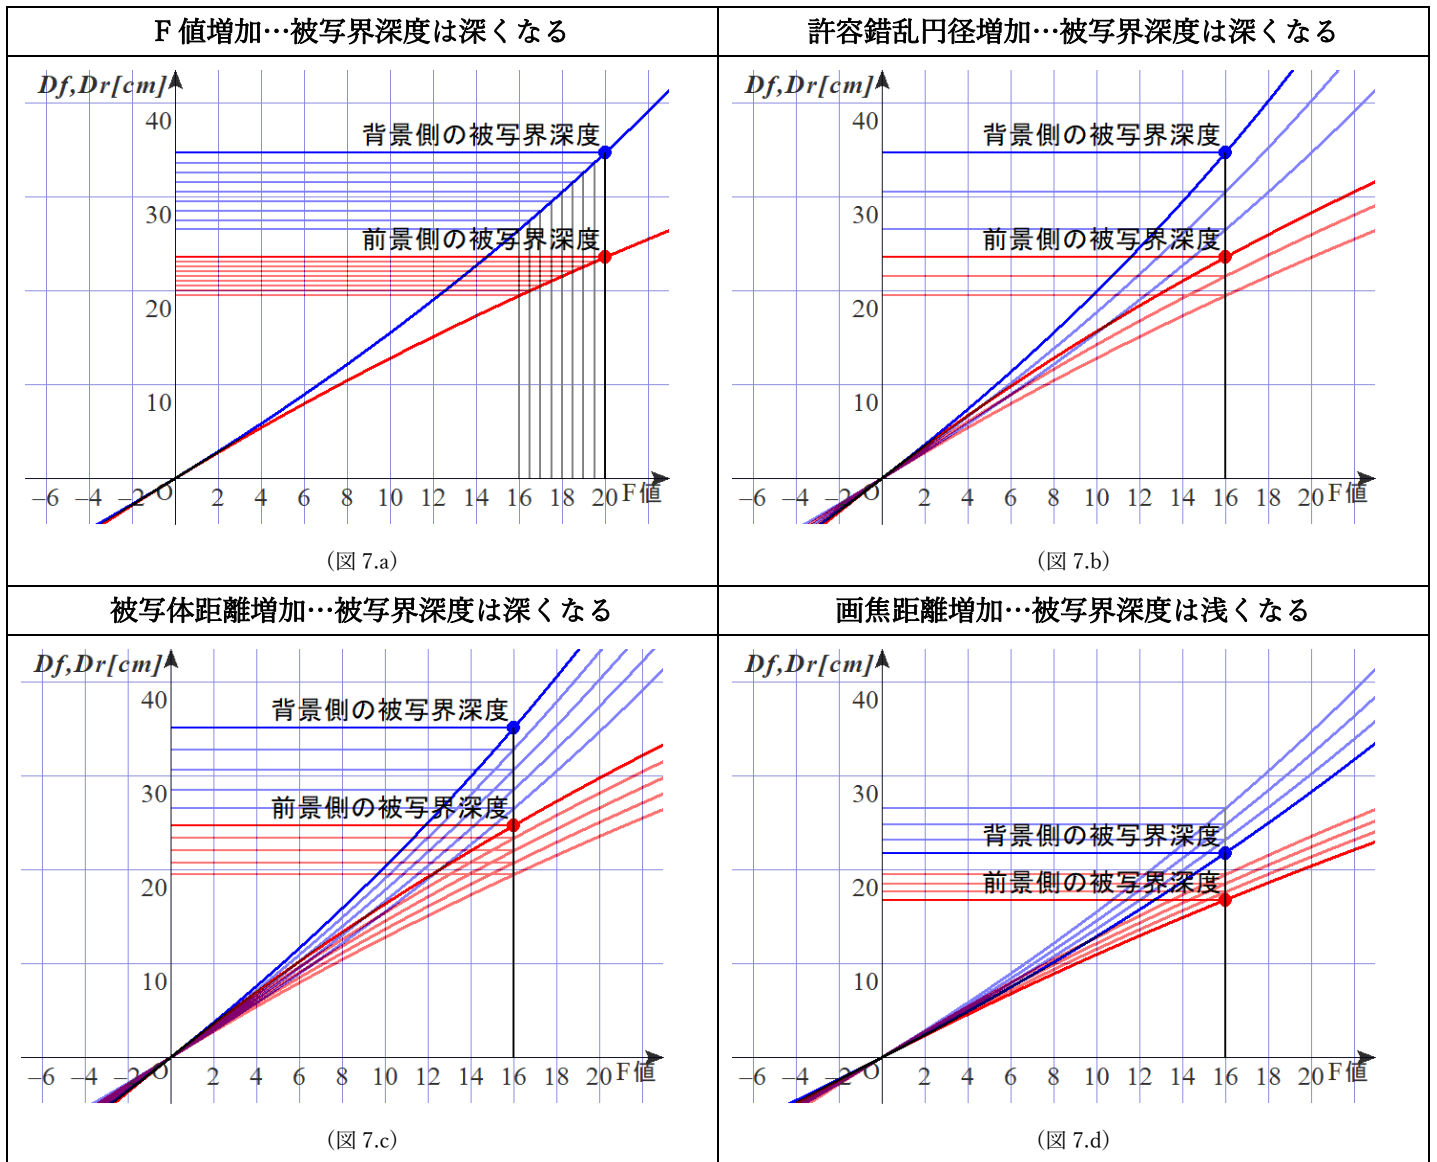 F 値増加…被写界深度は深くなる
Df,Dr[cm]
40
背景側の被写界深度
30
前景側の被写界深度
20
10
−6 −4 −2 O 2 4 6 8 10 12 14 16 18 20 F値
(図 7.a)
許容錯乱円径増加…被写界深度は深くなる
Df,Dr[cm]
40
背景側の被写界深度
30
前景側の被写界深度
20
10
−6 −4 −2 O 2 4 6 8 10 12 14 16 18 20 F値
(図 7.b)
被写体距離増加…被写界深度は深くなる
Df,Dr[cm]
40
背景側の被写界深度
30
前景側の被写界深度
20
10
−6 −4 −2 O 2 4 6 8 10 12 14 16 18 20 F値
(図 7.c)
画焦距離増加…被写界深度は浅くなる
Df,Dr[cm]
40
30
背景側の被写界深度
20
前景側の被写界深度
10
−6 −4 −2 O 2 4 6 8 10 12 14 16 18 20 F値
(図 7.d)